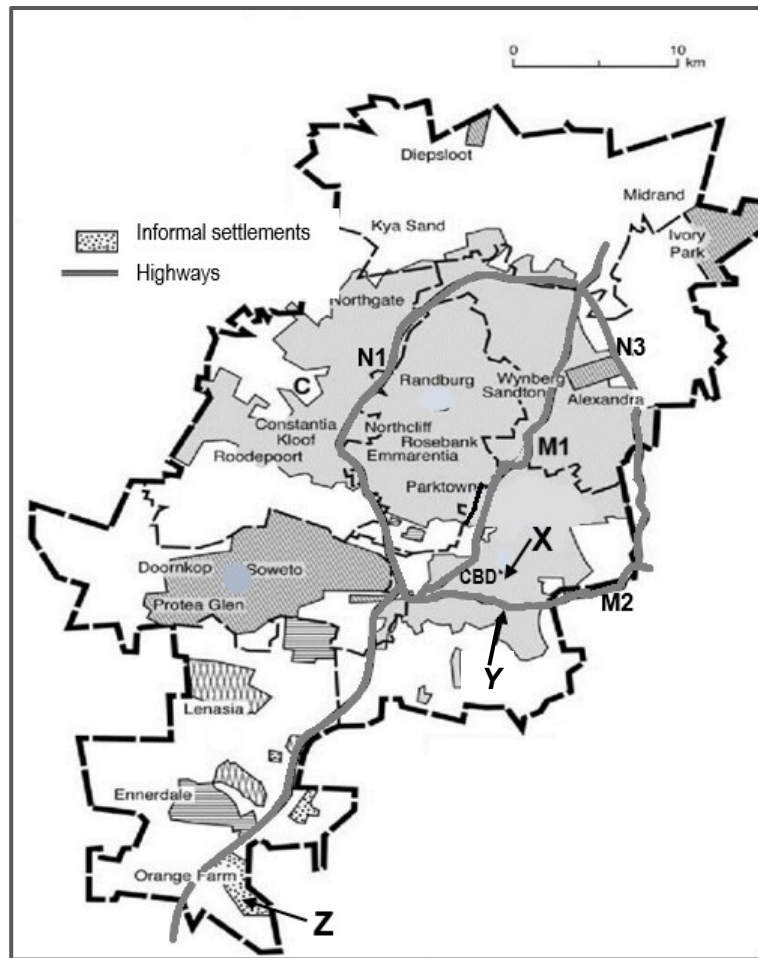 0 10
km
Diepsloot
Midrand
Ivory
Park
Kya Sand
Informal settlements
Highways
Northgate
N1
N3
Randburg
Wynberg
Sandton
Alexandra
C
Constantia
Kloof
Northcliff
Rosebank
Emmarentia
M1
Roodepoort
Parktown
X
Doornkop
Soweto
CBD
Protea Glen
M2
Y
Lenasia
Ennerdale
Orange Farm
Z